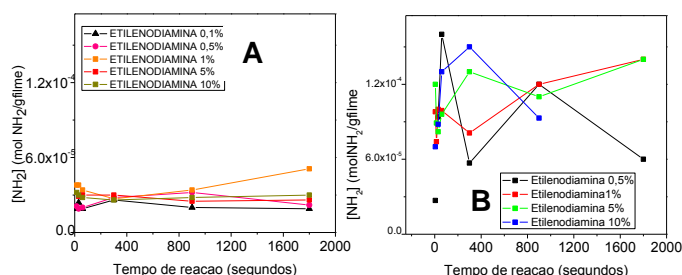 ETILENODIAMINA 0,1%
ETILENODIAMINA 0,5%
ETILENODIAMINA 1%
ETILENODIAMINA 5%
ETILENODIAMINA 10%
A
[NH₂] (mol NH₂/gfilme)
1.2x10⁻⁴
6.0x10⁻⁵
0.0
0 400 800 1200 1600 2000
Tempo de reacao (segundos)
[NH₂] (molNH₂/gfilme)
1.2x10⁻⁴
6.0x10⁻⁵
0.0
B
Etilenodiamina 0,5%
Etilenodiamina1%
Etilenodiamina 5%
Etilenodiamina 10%
0 400 800 1200 1600 2000
Tempo de reacao (segundos)